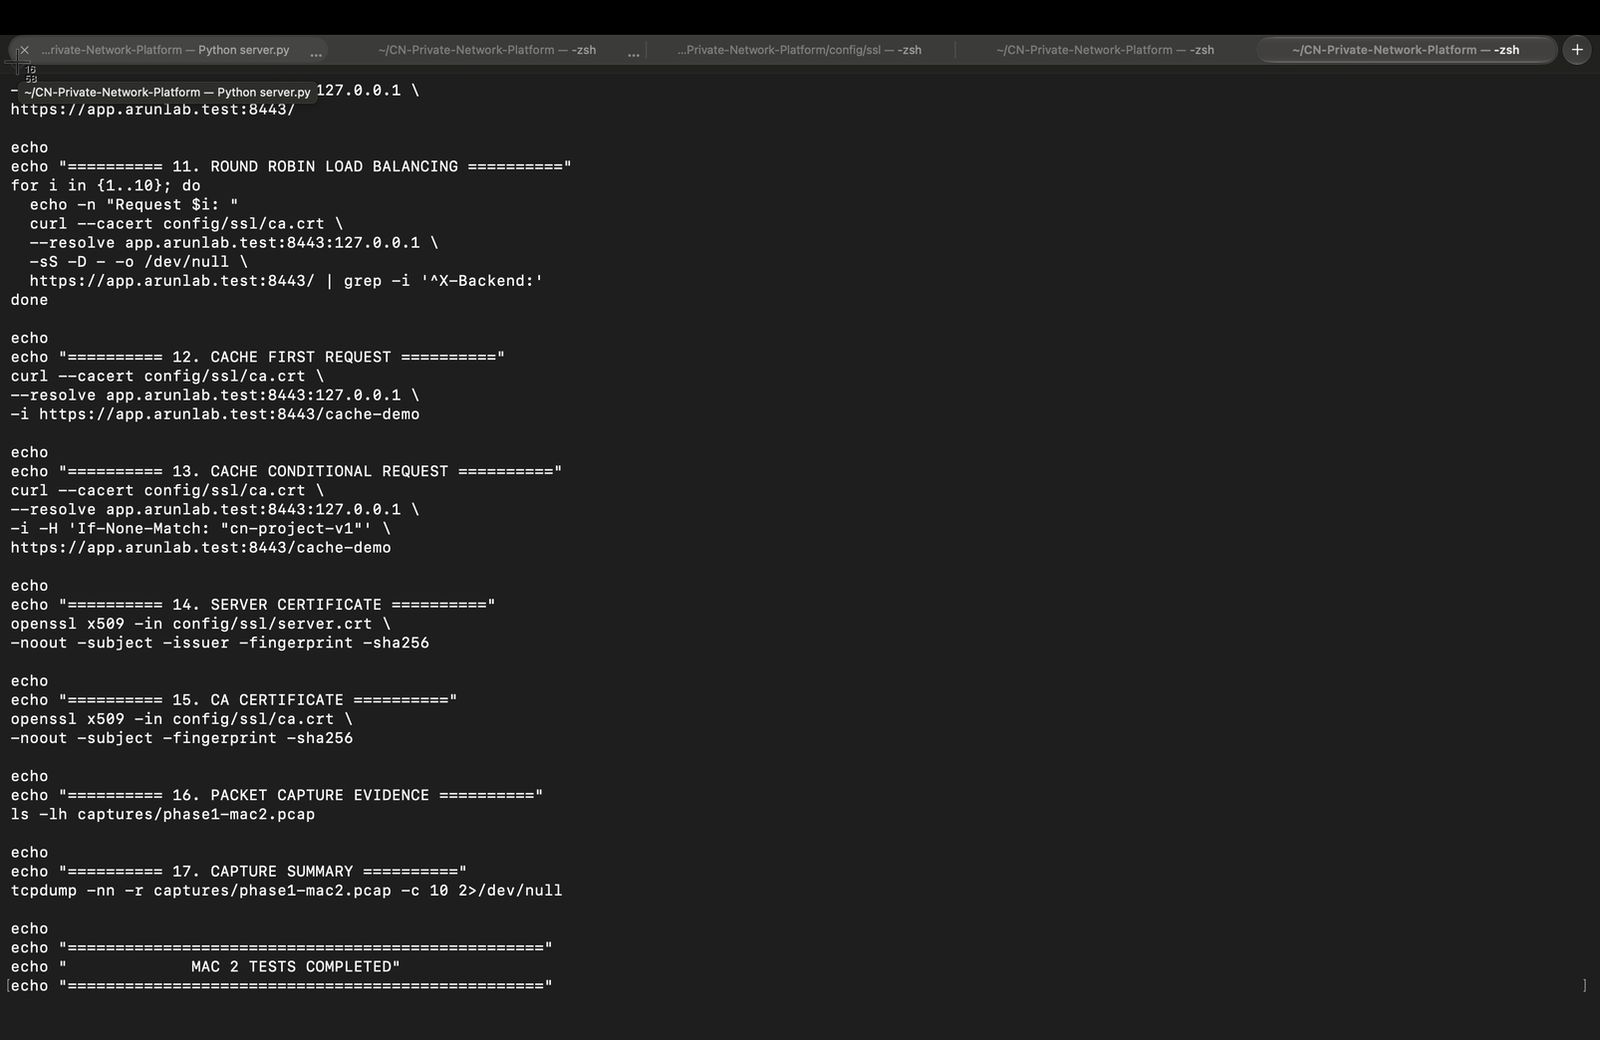 ...rivate-Network-Platform — Python server.py ... ~/CN-Private-Network-Platform — -zsh ... ...Private-Network-Platform/config/ssl — -zsh ~/CN-Private-Network-Platform — -zsh ~/CN-Private-Network-Platform — -zsh +
16
58
~/CN-Private-Network-Platform — Python server.py
127.0.0.1 \
https://app.arunlab.test:8443/

echo
echo "========== 11. ROUND ROBIN LOAD BALANCING =========="
for i in {1..10}; do
  echo -n "Request $i: "
  curl --cacert config/ssl/ca.crt \
  --resolve app.arunlab.test:8443:127.0.0.1 \
  -sS -D - -o /dev/null \
  https://app.arunlab.test:8443/ | grep -i '^X-Backend:'
done

echo
echo "========== 12. CACHE FIRST REQUEST =========="
curl --cacert config/ssl/ca.crt \
--resolve app.arunlab.test:8443:127.0.0.1 \
-i https://app.arunlab.test:8443/cache-demo

echo
echo "========== 13. CACHE CONDITIONAL REQUEST =========="
curl --cacert config/ssl/ca.crt \
--resolve app.arunlab.test:8443:127.0.0.1 \
-i -H 'If-None-Match: "cn-project-v1"' \
https://app.arunlab.test:8443/cache-demo

echo
echo "========== 14. SERVER CERTIFICATE =========="
openssl x509 -in config/ssl/server.crt \
-noout -subject -issuer -fingerprint -sha256

echo
echo "========== 15. CA CERTIFICATE =========="
openssl x509 -in config/ssl/ca.crt \
-noout -subject -fingerprint -sha256

echo
echo "========== 16. PACKET CAPTURE EVIDENCE =========="
ls -lh captures/phase1-mac2.pcap

echo
echo "========== 17. CAPTURE SUMMARY =========="
tcpdump -nn -r captures/phase1-mac2.pcap -c 10 2>/dev/null

echo
echo "=================================================="
echo "             MAC 2 TESTS COMPLETED"
[echo "=================================================="                    ]